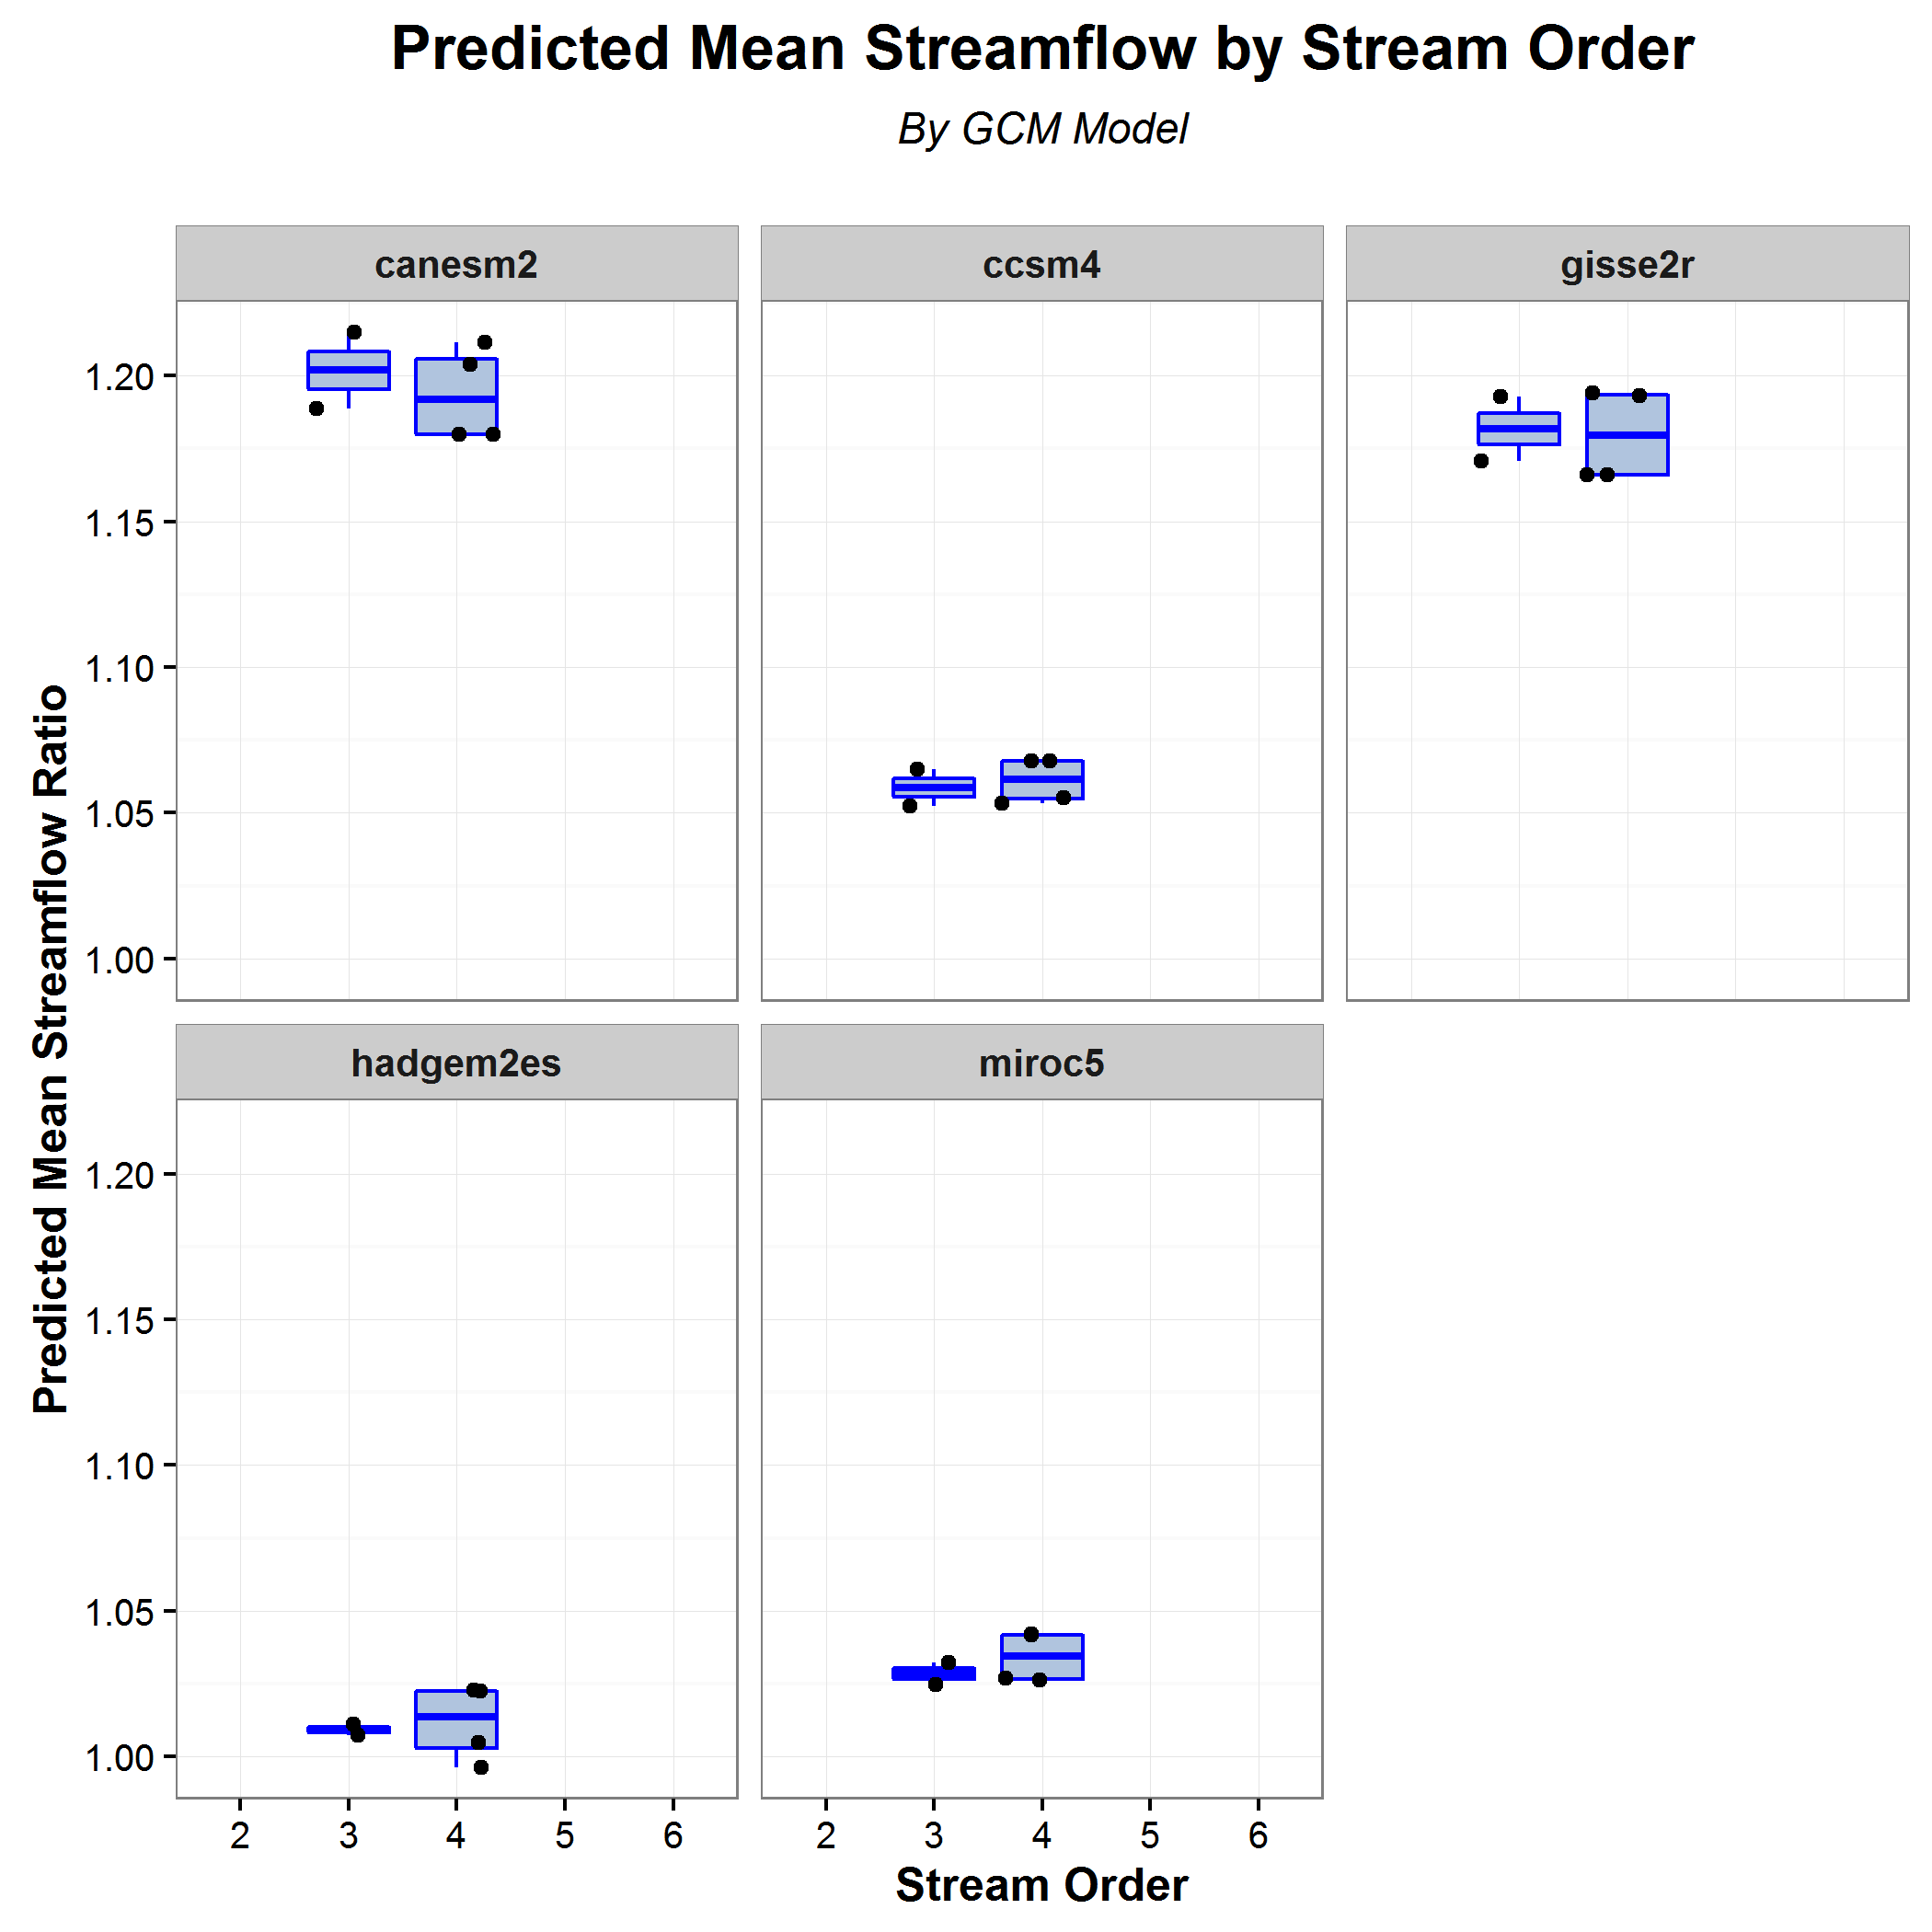 Predicted Mean Streamflow by Stream Order
By GCM Model
canesm2
ccsm4
gisse2r
1.20
1.15
1.10
1.05
1.00
Predicted Mean Streamflow Ratio
hadgem2es
miroc5
1.20
1.15
1.10
1.05
1.00
2 3 4 5 6
2 3 4 5 6
Stream Order